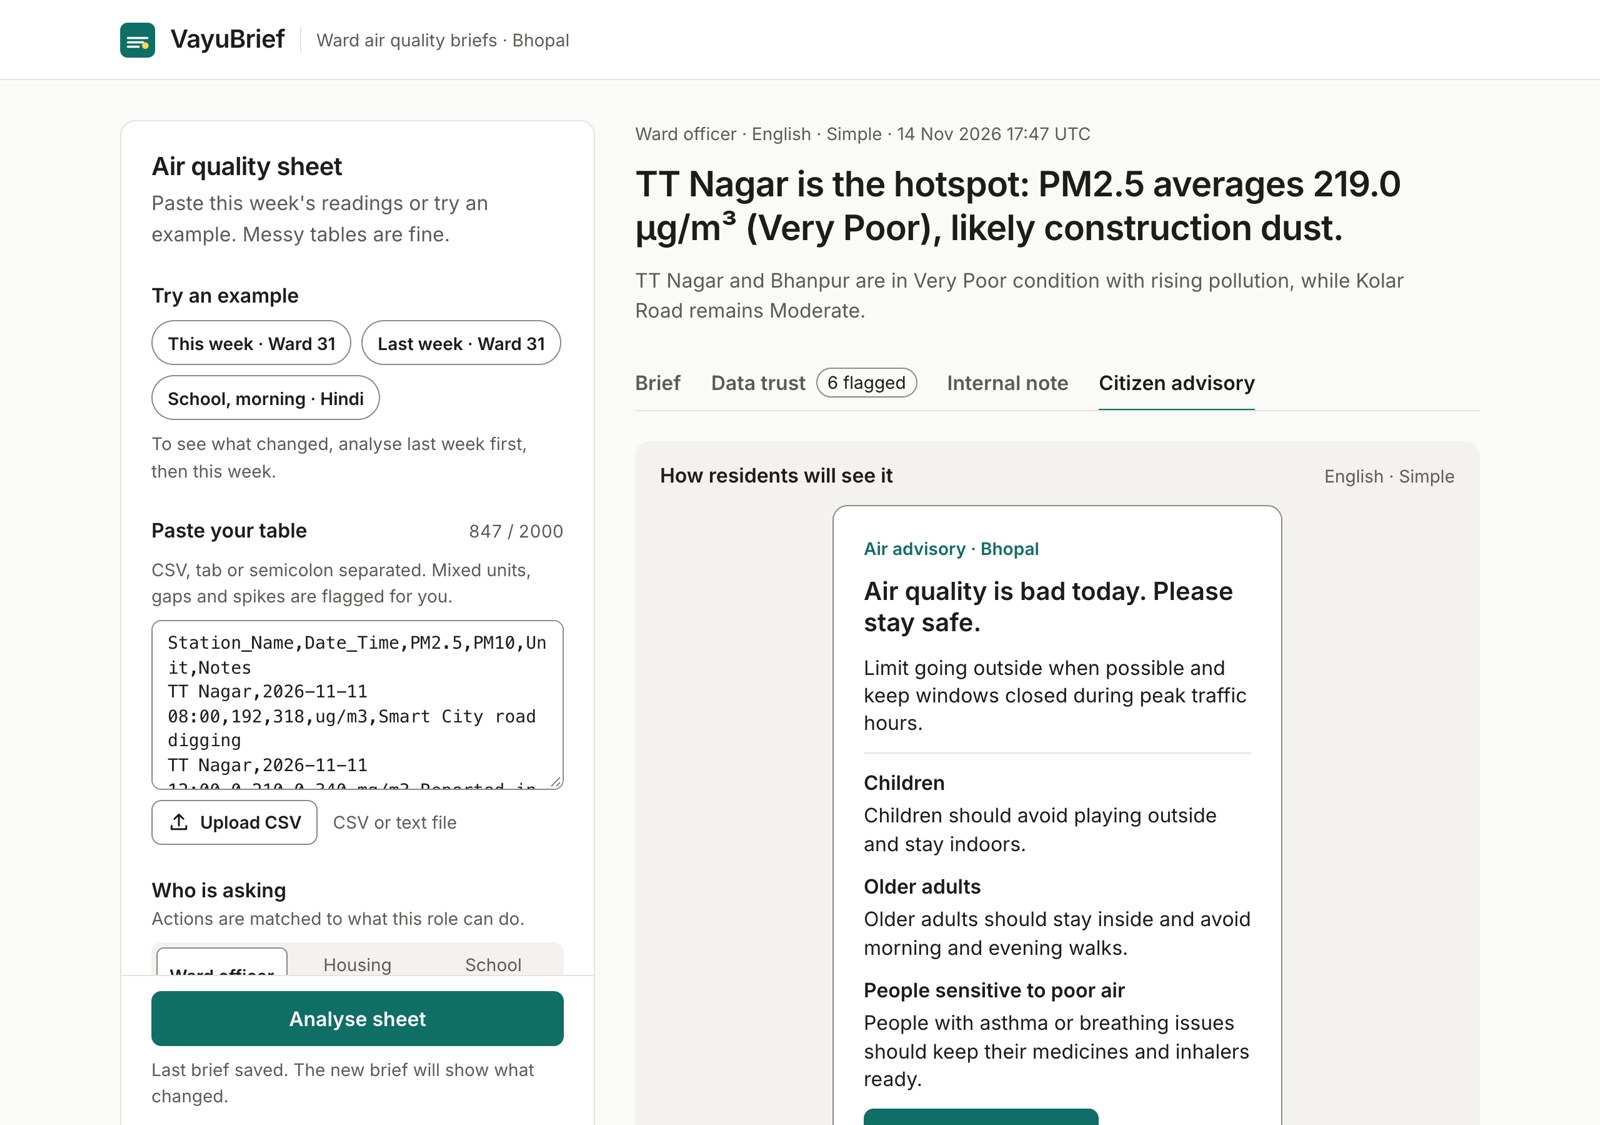 VayuBrief
Ward air quality briefs · Bhopal
Air quality sheet
Paste this week's readings or try an
example. Messy tables are fine.
Try an example
This week · Ward 31
Last week · Ward 31
School, morning · Hindi
To see what changed, analyse last week first,
then this week.
Paste your table
847 / 2000
CSV, tab or semicolon separated. Mixed units,
gaps and spikes are flagged for you.
Station_Name,Date_Time,PM2.5,PM10,Un
it,Notes
TT Nagar,2026-11-11
08:00,192,318,ug/m3,Smart City road
digging
TT Nagar,2026-11-11
12:00,0.210,0.340,mg/m3,Reported in
Upload CSV
CSV or text file
Who is asking
Actions are matched to what this role can do.
Ward officer
Housing
School
Analyse sheet
Last brief saved. The new brief will show what
changed.
Ward officer · English · Simple · 14 Nov 2026 17:47 UTC
TT Nagar is the hotspot: PM2.5 averages 219.0
µg/m³ (Very Poor), likely construction dust.
TT Nagar and Bhanpur are in Very Poor condition with rising pollution, while Kolar
Road remains Moderate.
Brief
Data trust
6 flagged
Internal note
Citizen advisory
How residents will see it
English · Simple
Air advisory · Bhopal
Air quality is bad today. Please
stay safe.
Limit going outside when possible and
keep windows closed during peak traffic
hours.
Children
Children should avoid playing outside
and stay indoors.
Older adults
Older adults should stay inside and avoid
morning and evening walks.
People sensitive to poor air
People with asthma or breathing issues
should keep their medicines and inhalers
ready.